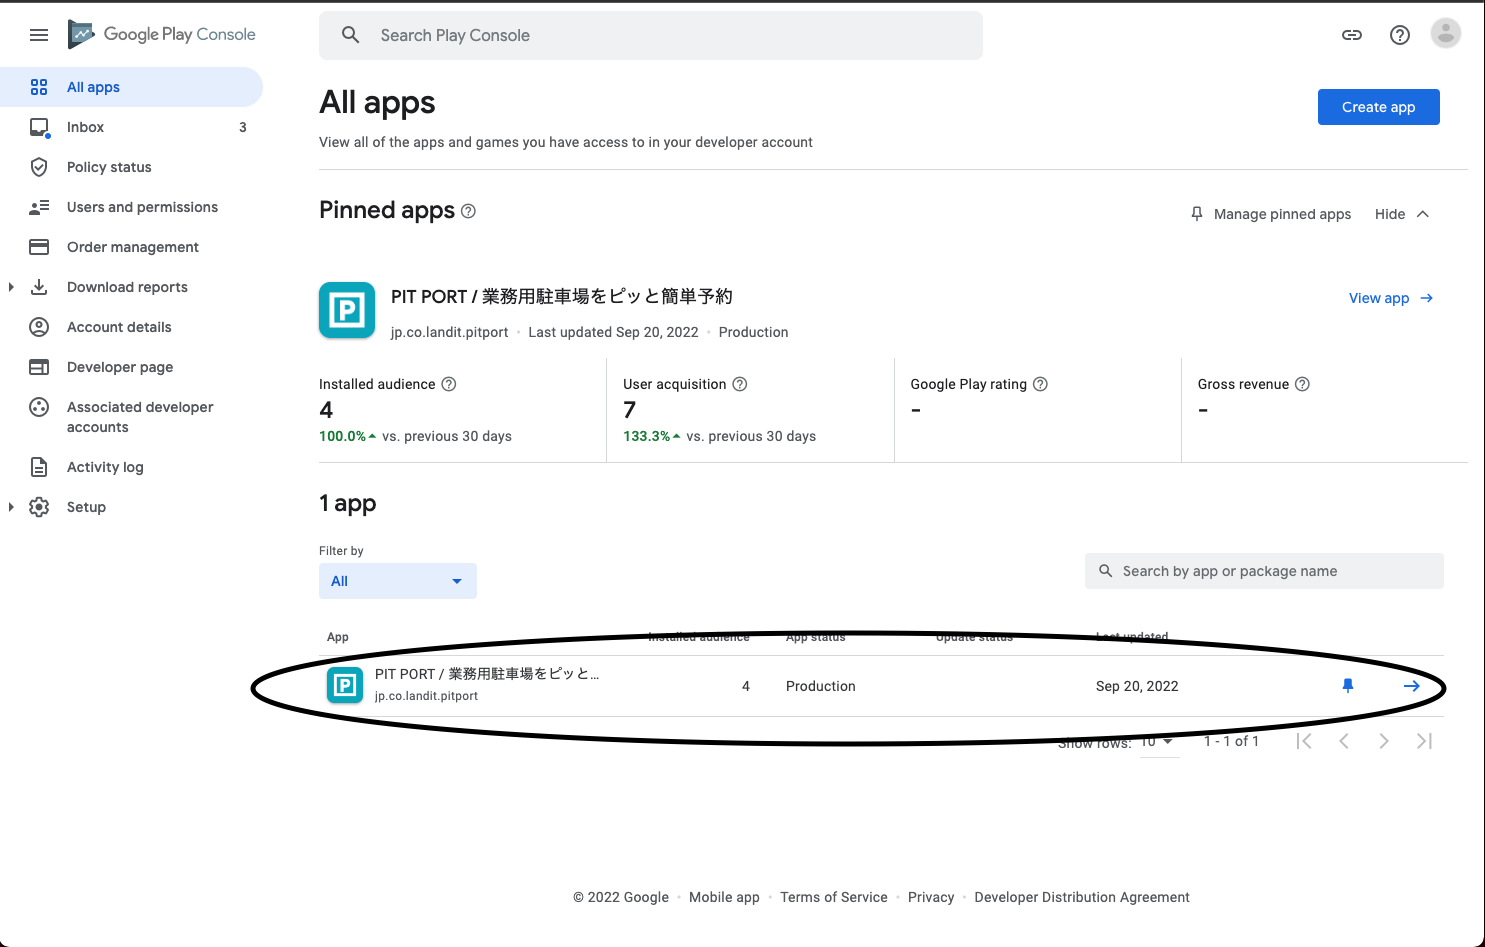 Google Play Console
Search Play Console
All apps
Inbox 3
Policy status
Users and permissions
Order management
Download reports
Account details
Developer page
Associated developer
accounts
Activity log
Setup
All apps
Create app
View all of the apps and games you have access to in your developer account
Pinned apps
Manage pinned apps Hide
PIT PORT / 業務用駐車場をピッと簡単予約
View app
jp.co.landit.pitport · Last updated Sep 20, 2022 · Production
Installed audience
4
100.0% vs. previous 30 days
User acquisition
7
133.3% vs. previous 30 days
Google Play rating
-
Gross revenue
-
1 app
Filter by
All
Search by app or package name
App Installed audience App status Update status Last updated
PIT PORT / 業務用駐車場をピッと...
jp.co.landit.pitport
4 Production Sep 20, 2022
Show rows: 10 1 - 1 of 1
© 2022 Google · Mobile app · Terms of Service · Privacy · Developer Distribution Agreement